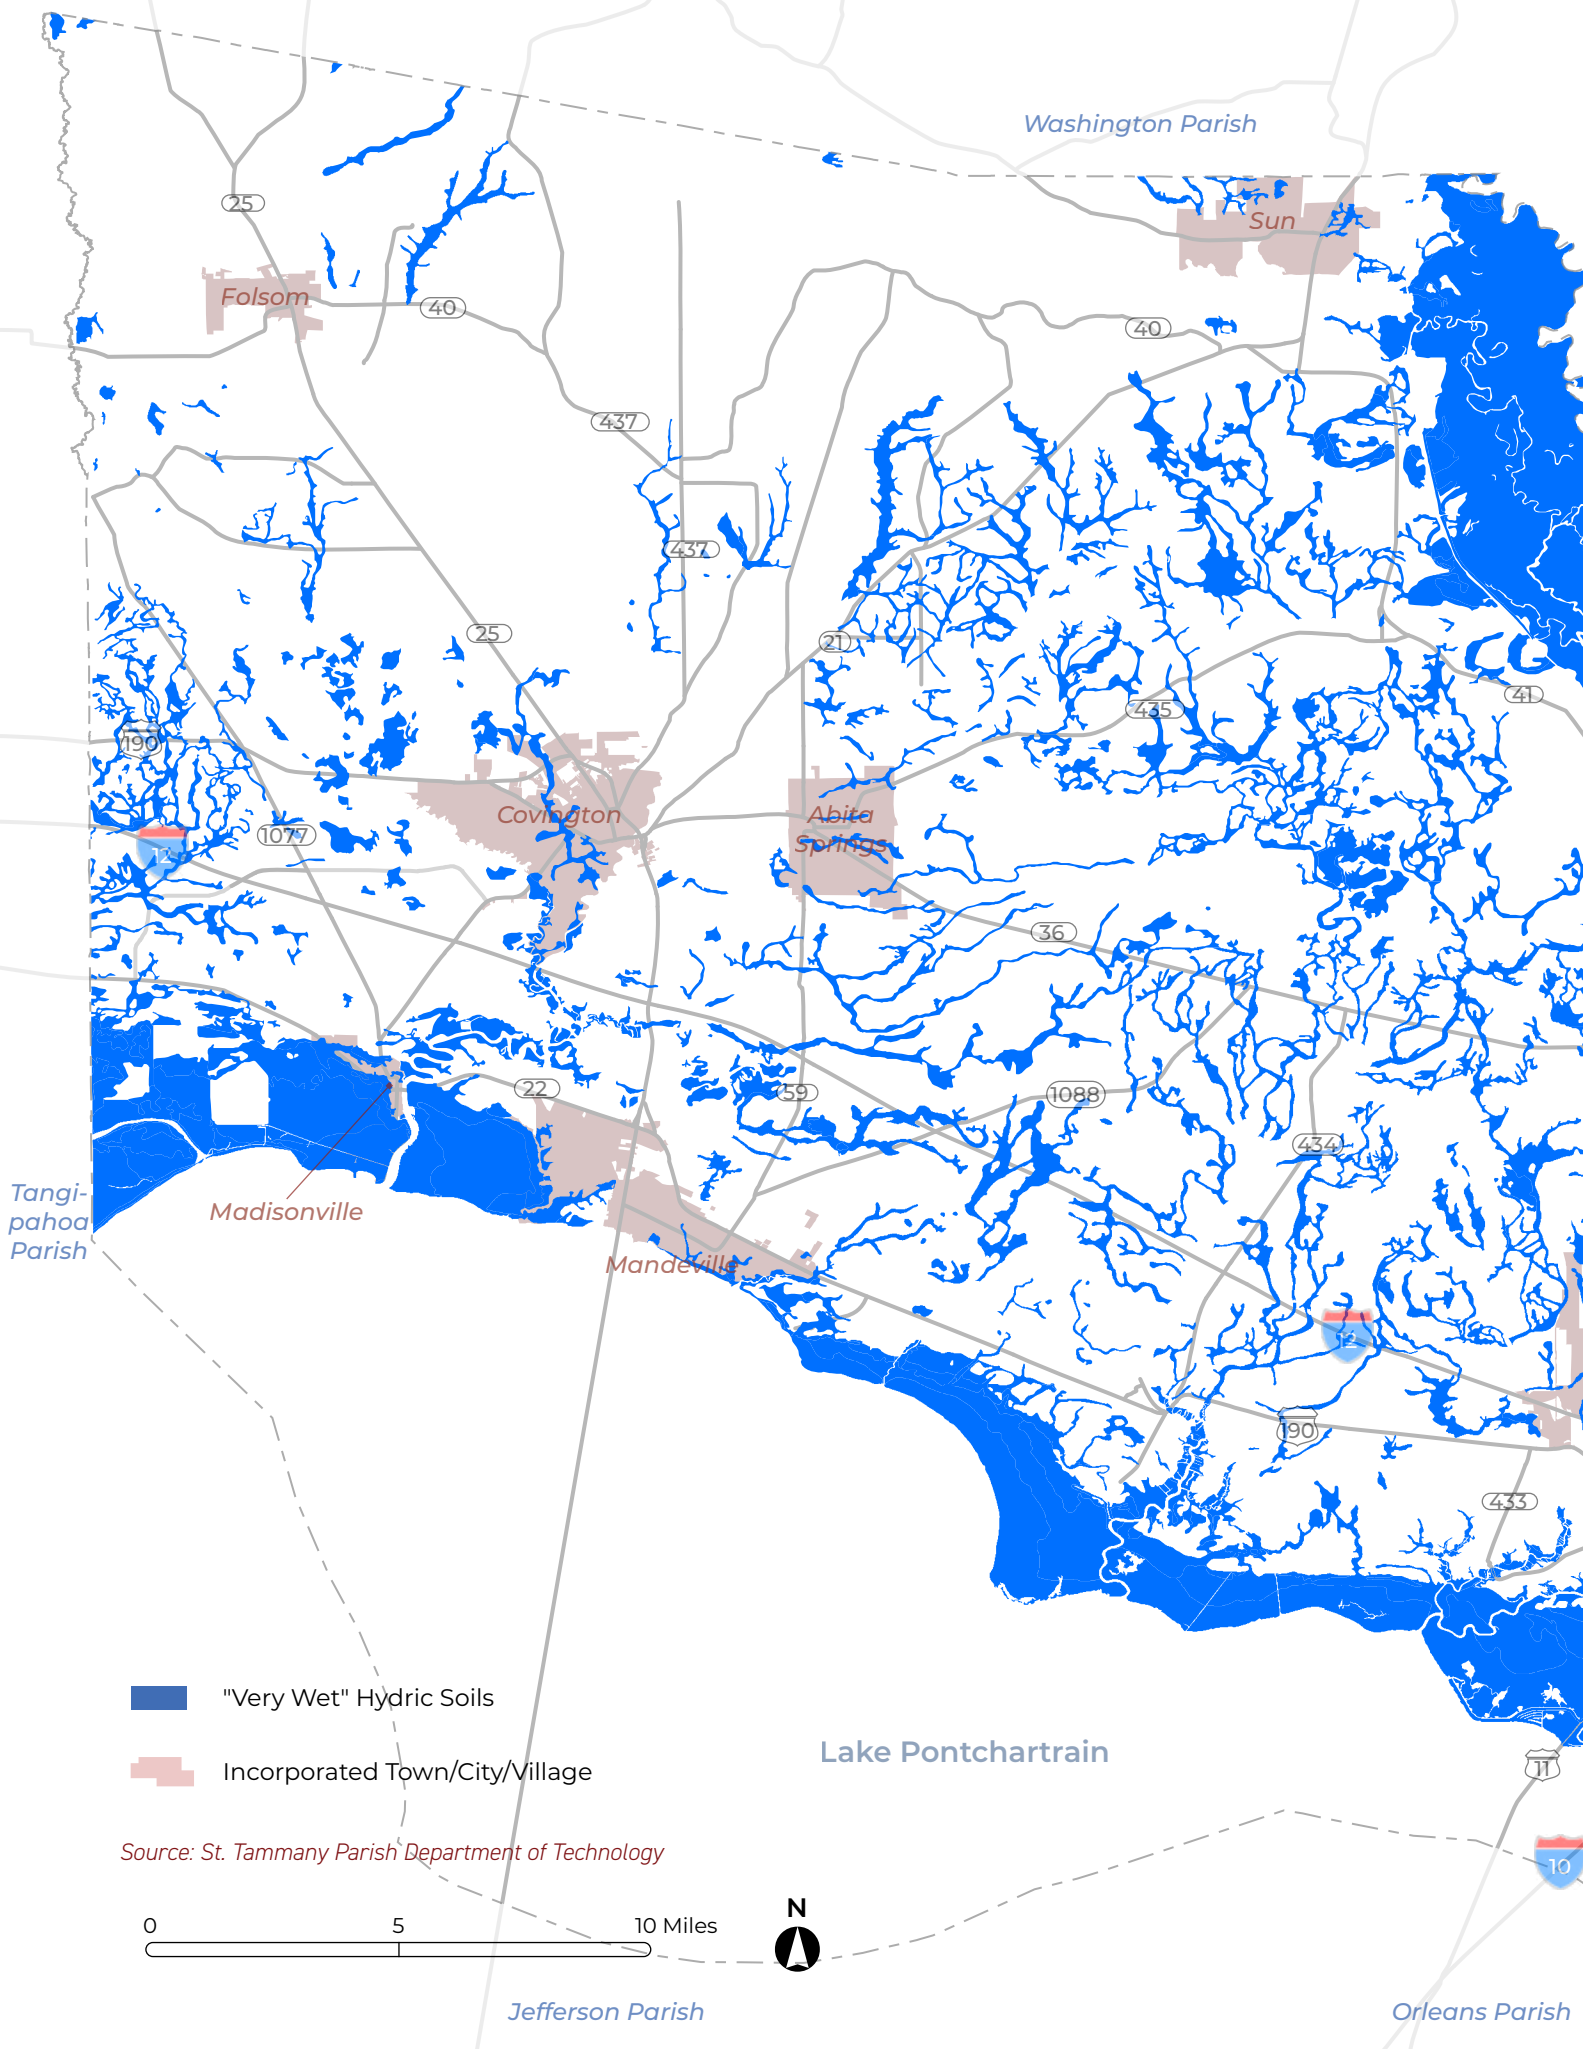 Washington Parish
25
Sun
Folsom
40
40
437
437
25
21
41
435
190
Covington
Abita
Springs
1077
12
36
22
59
1088
434
Tangi-
pahoa
Parish
Madisonville
Mandeville
12
190
433
"Very Wet" Hydric Soils
Lake Pontchartrain
11
Incorporated Town/City/Village
Source: St. Tammany Parish Department of Technology
10
N
0 5 10 Miles
Jefferson Parish
Orleans Parish